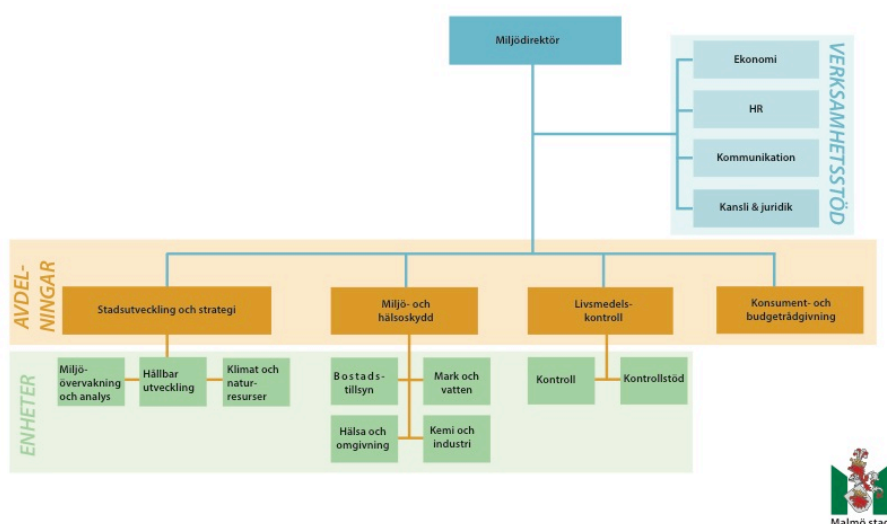 Miljödirektör
Ekonomi
HR
Kommunikation
Kansli & juridik
VERKSAMHETSSTÖD
AVDEL-
NINGAR
Stadsutveckling och strategi
Miljö- och
hälsoskydd
Livsmedels-
kontroll
Konsument- och
budgetrådgivning
ENHETER
Miljö-
övervakning
och analys
Hållbar
utveckling
Klimat och
natur-
resurser
Bostads-
tillsyn
Mark och
vatten
Hälsa och
omgivning
Kemi och
industri
Kontroll
Kontrollstöd
Malmö stad